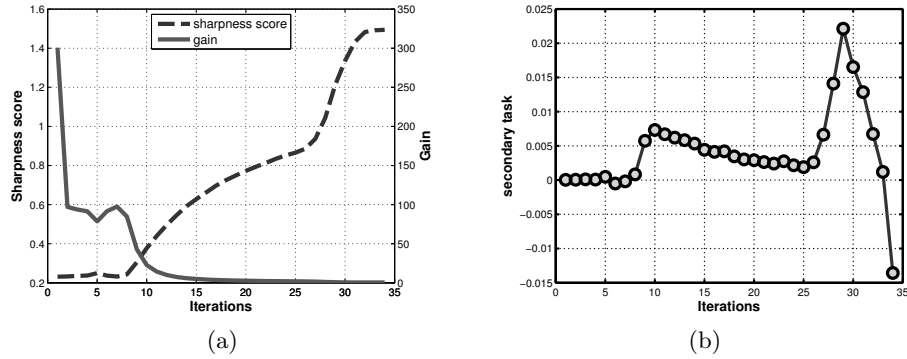 sharpness score
gain
Sharpness score
1.6
1.4
1.2
1
0.8
0.6
0.4
0.2
350
300
250
200
150
100
50
0
Gain
0 5 10 15 20 25 30 35
Iterations
(a)
secondary task
0.025
0.02
0.015
0.01
0.005
0
−0.005
−0.01
−0.015
0 5 10 15 20 25 30 35
Iterations
(b)